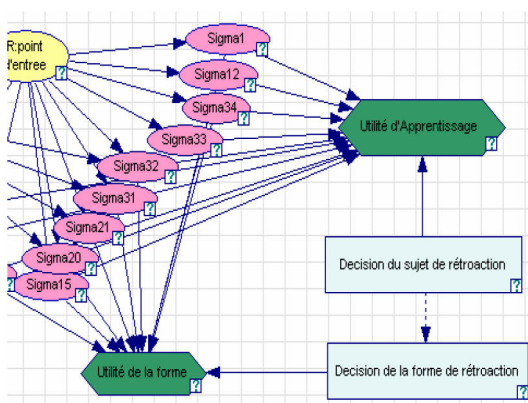 R:point
d'entree
?
Sigma1
?
Sigma12
?
Sigma34
?
Sigma33
?
Utilité d'Apprentissage
?
Sigma32
?
Sigma31
?
Sigma21
?
Sigma20
?
Sigma15
?
Decision du sujet de rétroaction
?
Utilité de la forme
?
Decision de la forme de rétroaction
?